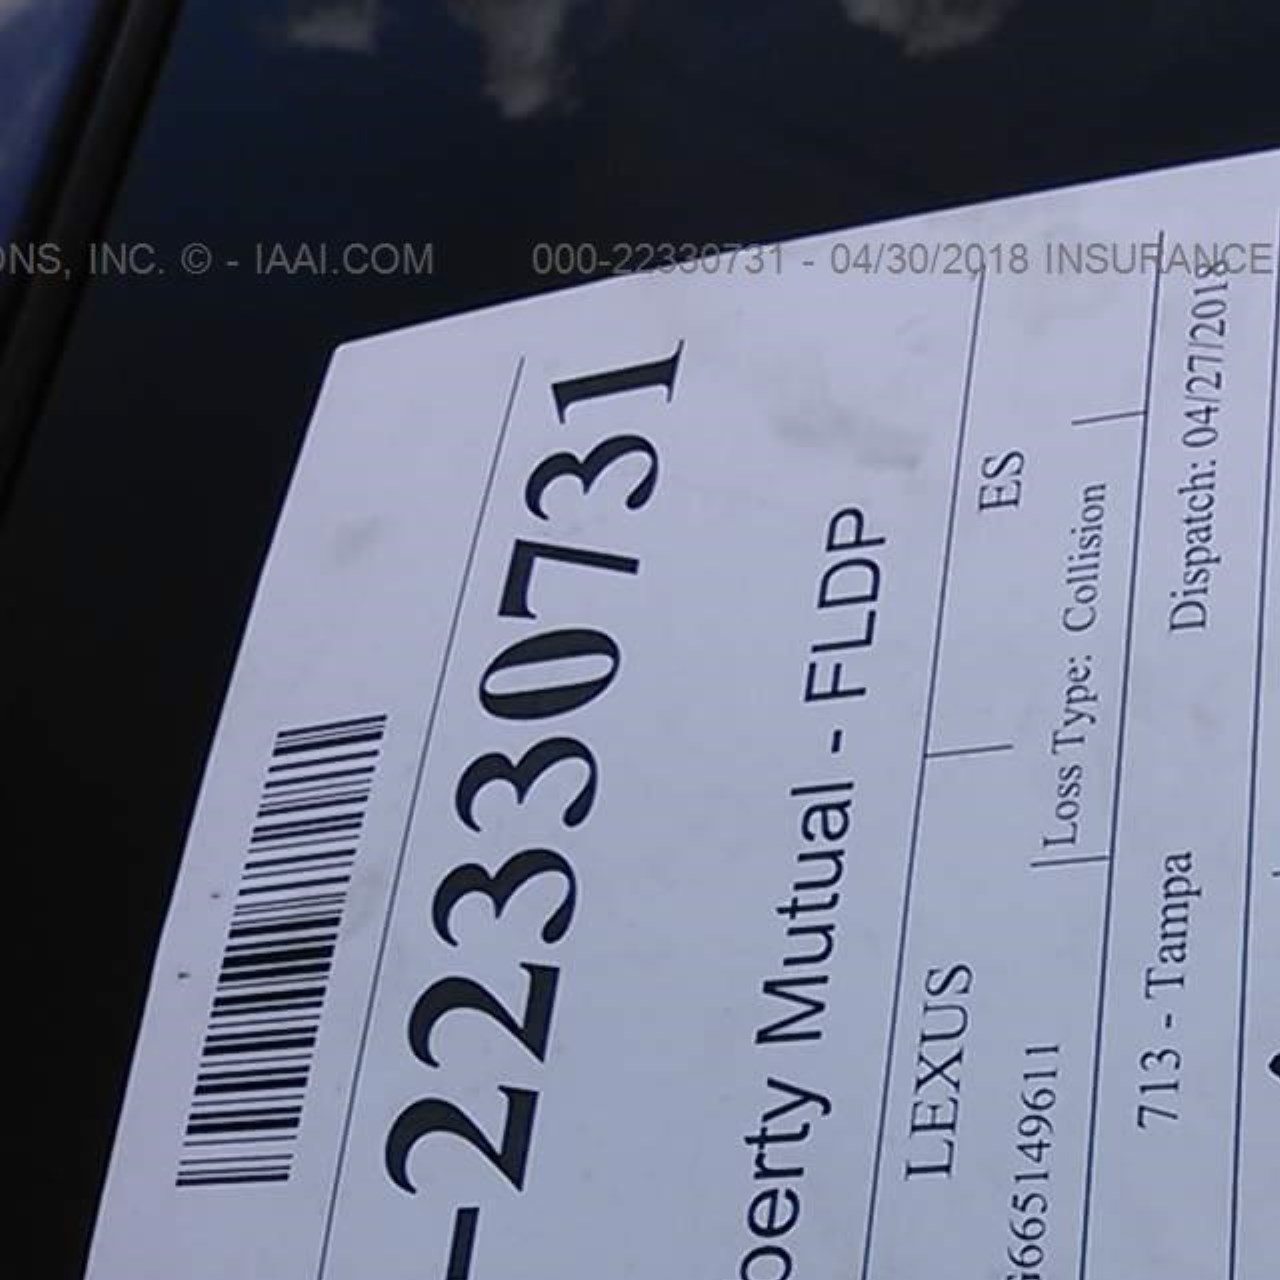 ONS, INC. © - IAAI.COM 000-22330731 - 04/30/2018 INSURANCE
-22330731
perty Mutual - FLDP
LEXUS ES
6665149611 Loss Type: Collision
713 - Tampa Dispatch: 04/27/2018